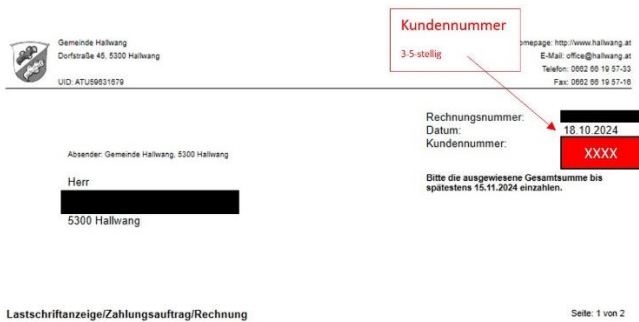 Kundennummer
3-5-stellig
Gemeinde Hallwang
Dorfstraße 45, 5300 Hallwang
UID: ATU59831679
omepage: http://www.hallwang.at
E-Mail: office@hallwang.at
Telefon: 0662 66 19 57-33
Fax: 0662 66 19 57-16
Rechnungsnummer:
Datum: 18.10.2024
Kundennummer: XXXX
Absender: Gemeinde Hallwang, 5300 Hallwang
Herr
5300 Hallwang
Bitte die ausgewiesene Gesamtsumme bis
spätestens 15.11.2024 einzahlen.
Lastschriftanzeige/Zahlungsauftrag/Rechnung
Seite: 1 von 2